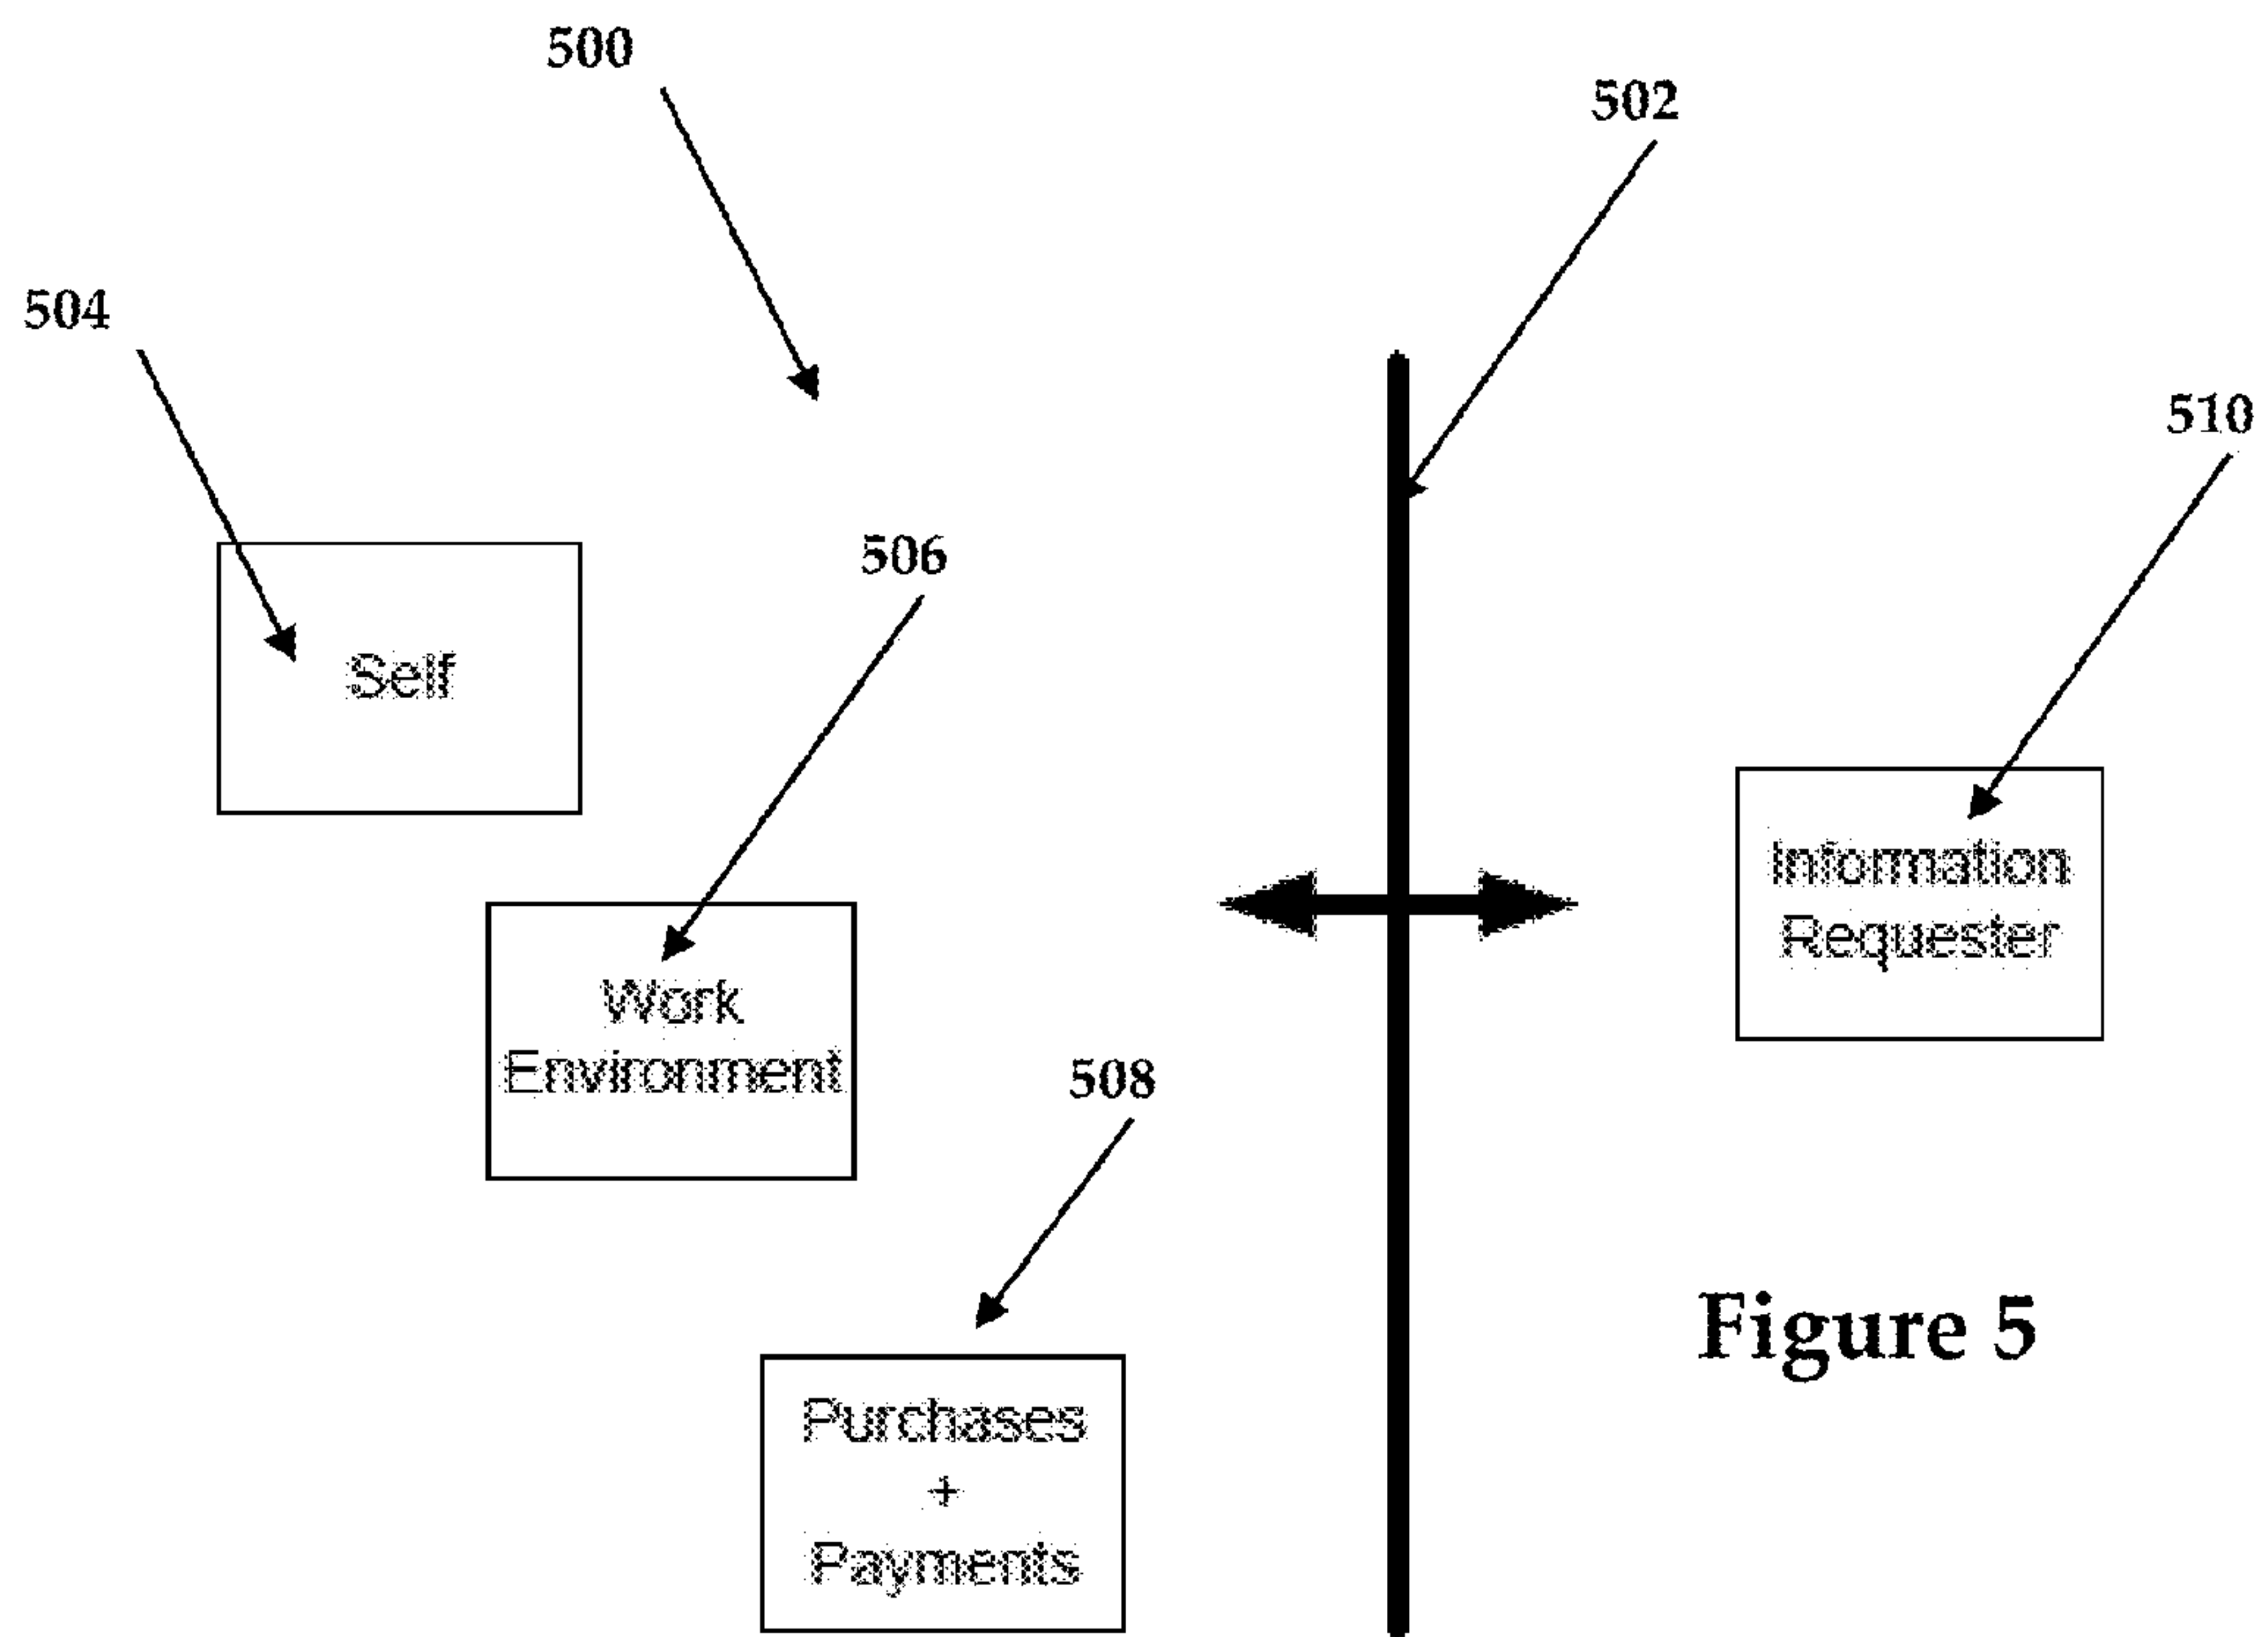 500
502
504
510
506
Self
Information
Requester
Work
Environment
508
Figure 5
Purchases
+
Payments